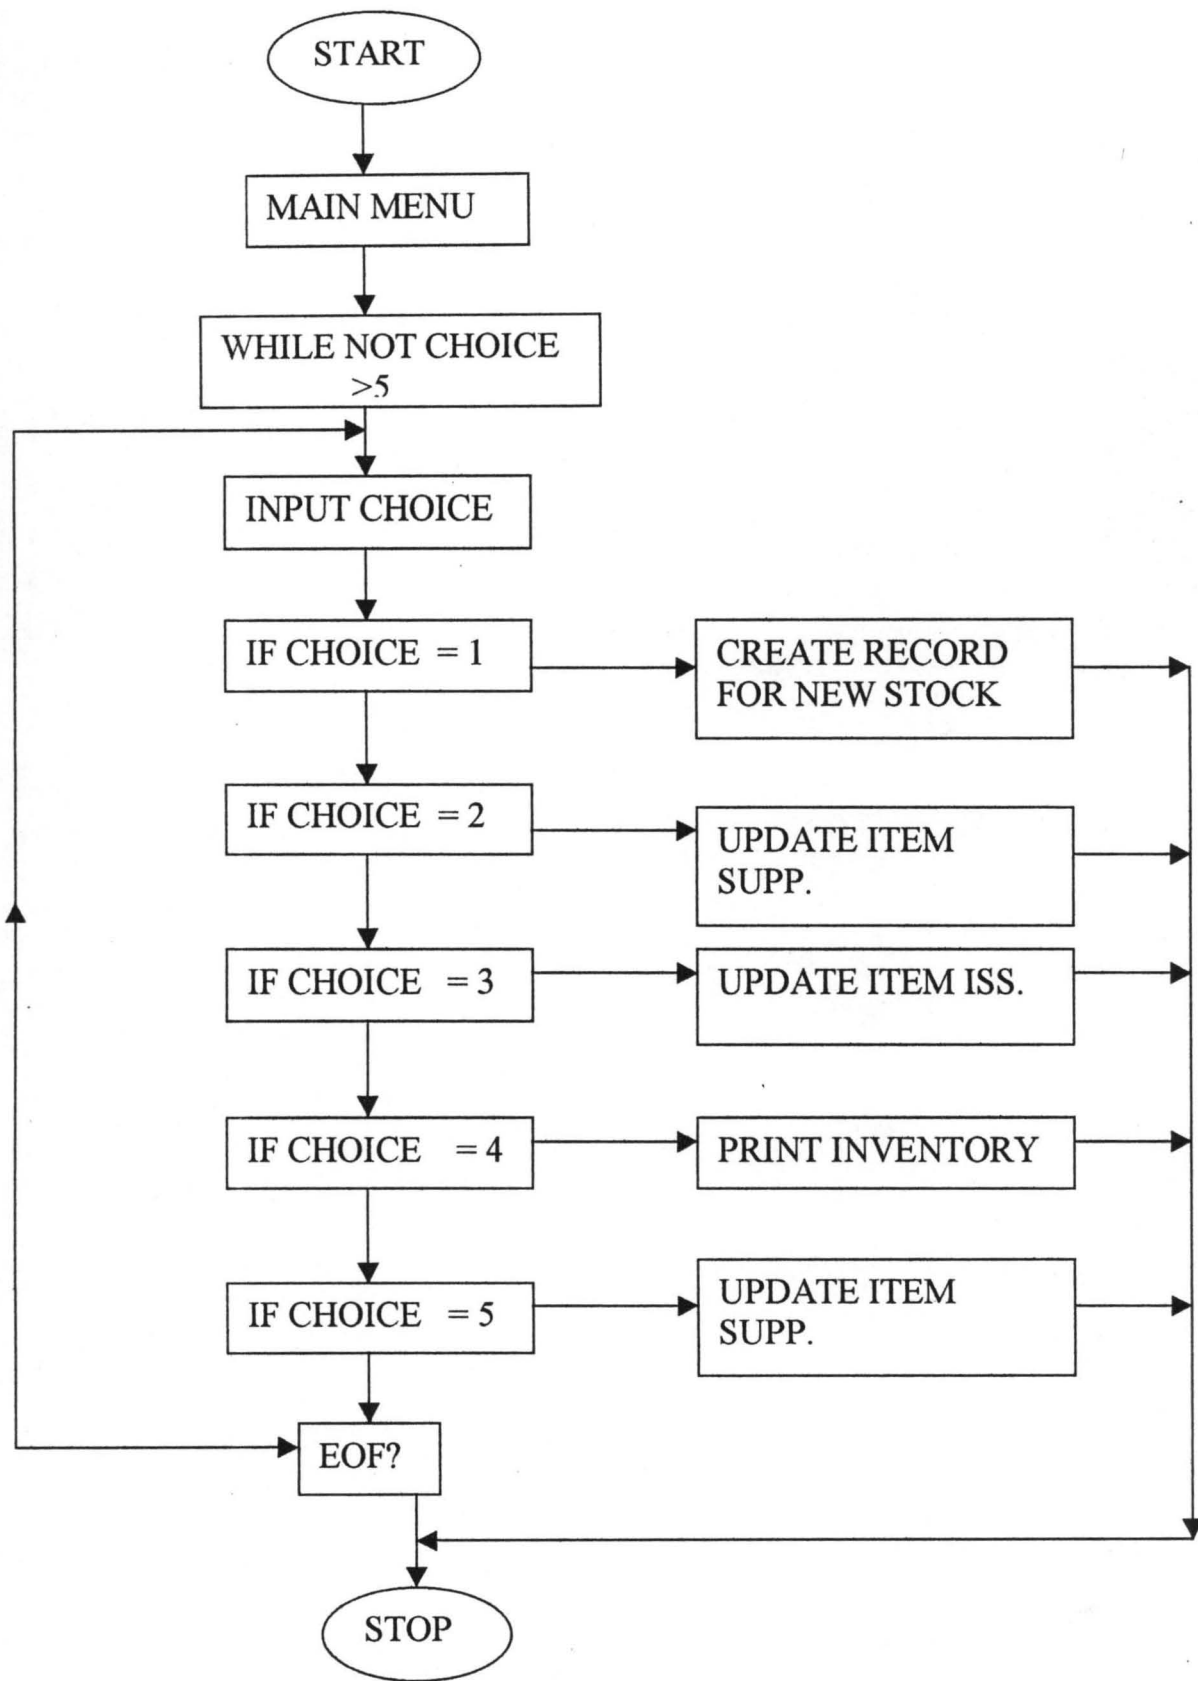 START
MAIN MENU
WHILE NOT CHOICE
>5
INPUT CHOICE
IF CHOICE = 1
CREATE RECORD
FOR NEW STOCK
IF CHOICE = 2
UPDATE ITEM
SUPP.
IF CHOICE = 3
UPDATE ITEM ISS.
IF CHOICE = 4
PRINT INVENTORY
IF CHOICE = 5
UPDATE ITEM
SUPP.
EOF?
STOP